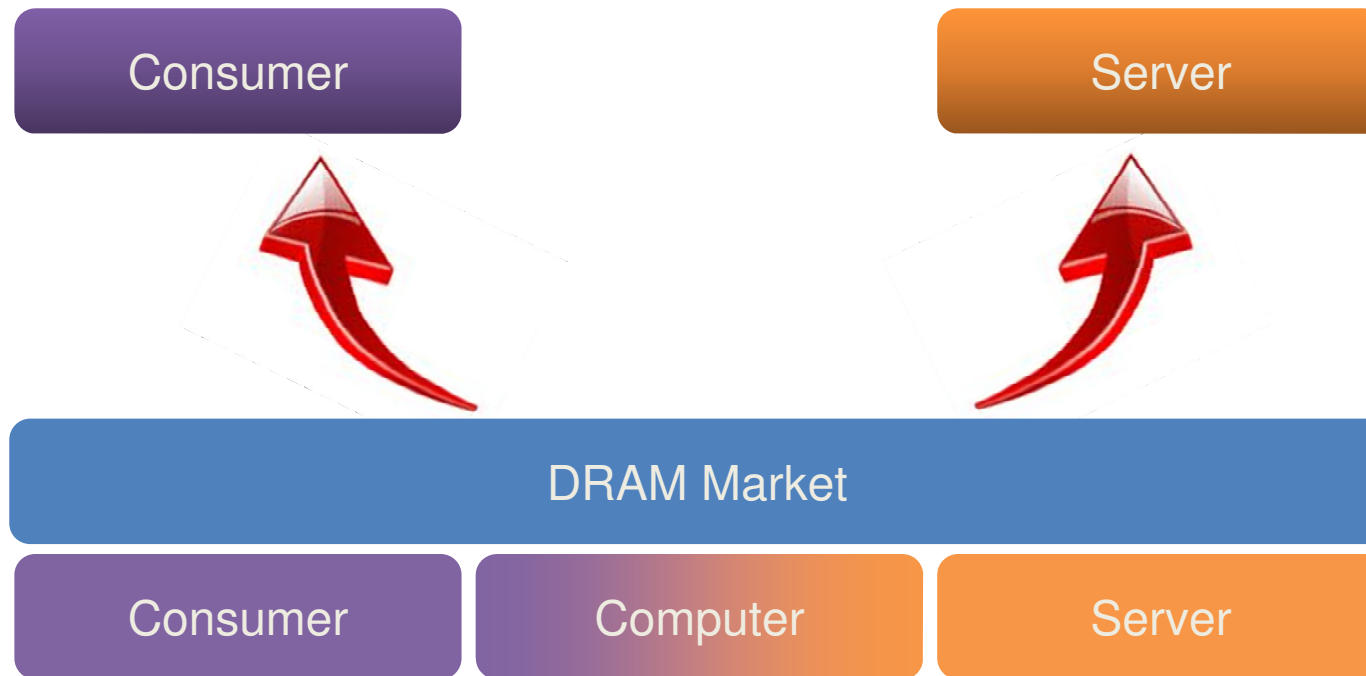 Consumer
Server
DRAM Market
Consumer
Computer
Server